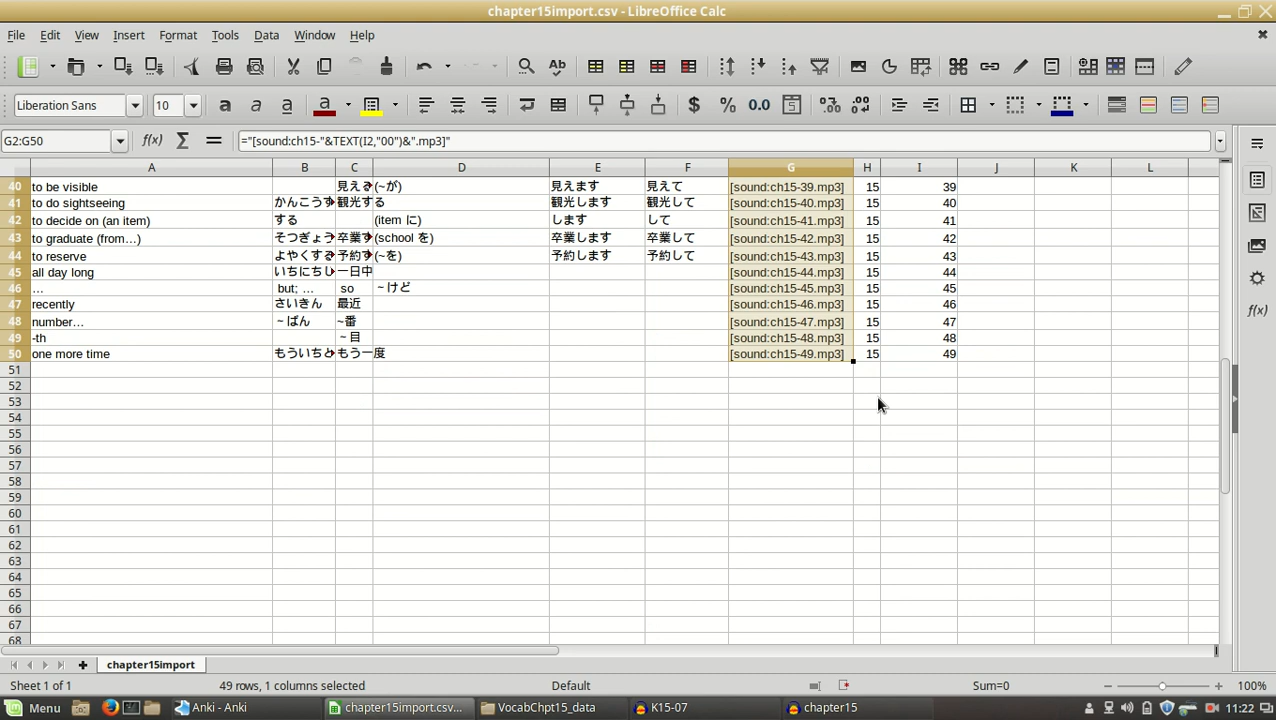 chapter15import.csv - LibreOffice Calc
File Edit View Insert Format Tools Data Window Help
Liberation Sans 10
G2:G50 f(x) Σ = ="[sound:ch15-"&TEXT(I2,"00")&".mp3]"
A B C D E F G H I J K L
40 to be visible 見え (~が) 見えます 見えて [sound:ch15-39.mp3] 15 39
41 to do sightseeing かんこうす 観光する 観光します 観光して [sound:ch15-40.mp3] 15 40
42 to decide on (an item) する (item に) します して [sound:ch15-41.mp3] 15 41
43 to graduate (from…) そつぎょう 卒業 (school を) 卒業します 卒業して [sound:ch15-42.mp3] 15 42
44 to reserve よやくする 予約 (~を) 予約します 予約して [sound:ch15-43.mp3] 15 43
45 all day long いちにちし 一日中 [sound:ch15-44.mp3] 15 44
46 … but; … so ～けど [sound:ch15-45.mp3] 15 45
47 recently さいきん 最近 [sound:ch15-46.mp3] 15 46
48 number… ～ばん ~番 [sound:ch15-47.mp3] 15 47
49 -th ～目 [sound:ch15-48.mp3] 15 48
50 one more time もういちど もう一度 [sound:ch15-49.mp3] 15 49
51
52
53
54
55
56
57
58
59
60
61
62
63
64
65
66
67
68
chapter15import
Sheet 1 of 1 49 rows, 1 columns selected Default Sum=0 100%
Menu Anki - Anki chapter15import.csv... VocabChpt15_data K15-07 chapter15 11:22